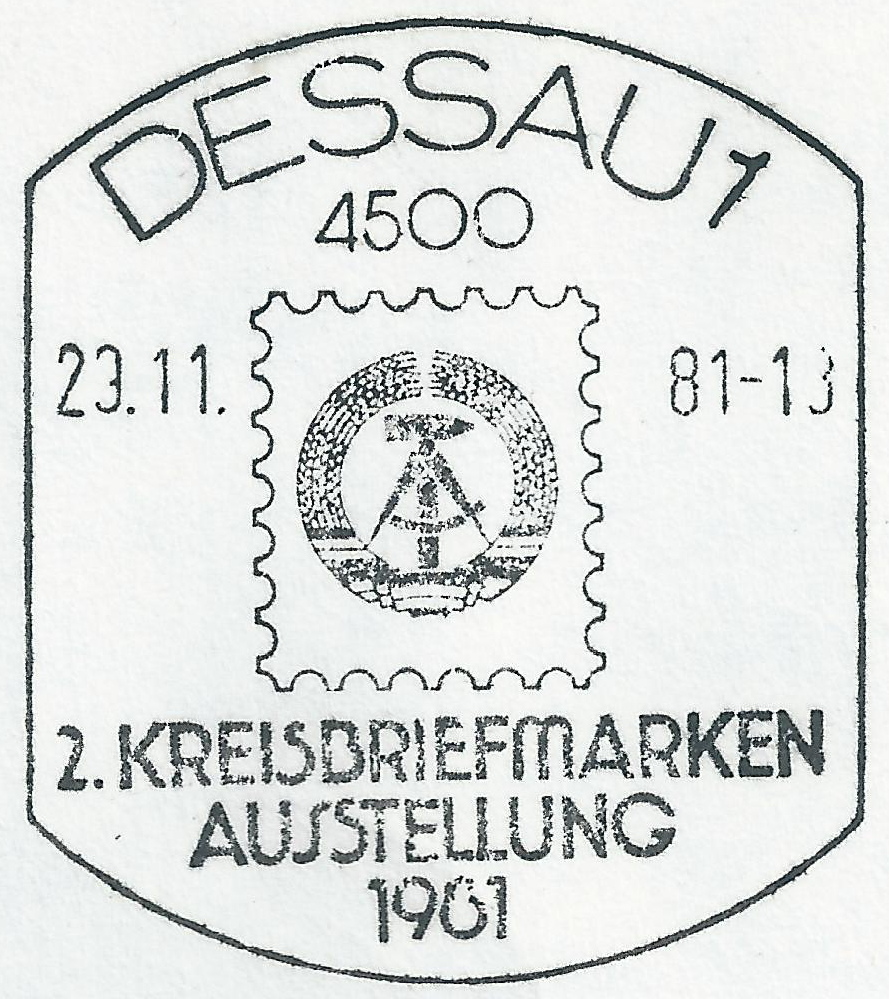 DESSAU 1
4500
23.11. 81-13
2. KREISBRIEFMARKEN
AUSSTELLUNG
1981